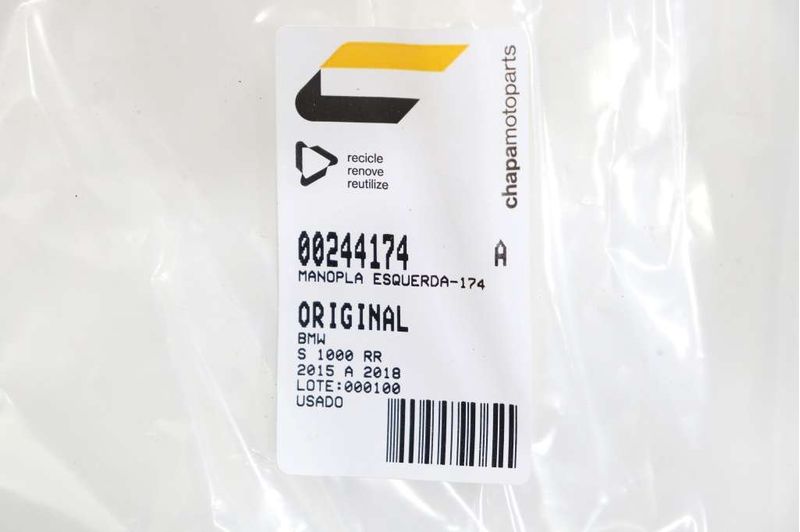 chapamotoparts
recicle
renove
reutilize
00244174 A
MANOPLA ESQUERDA-174
ORIGINAL
BMW
S 1000 RR
2015 A 2018
LOTE:000100
USADO